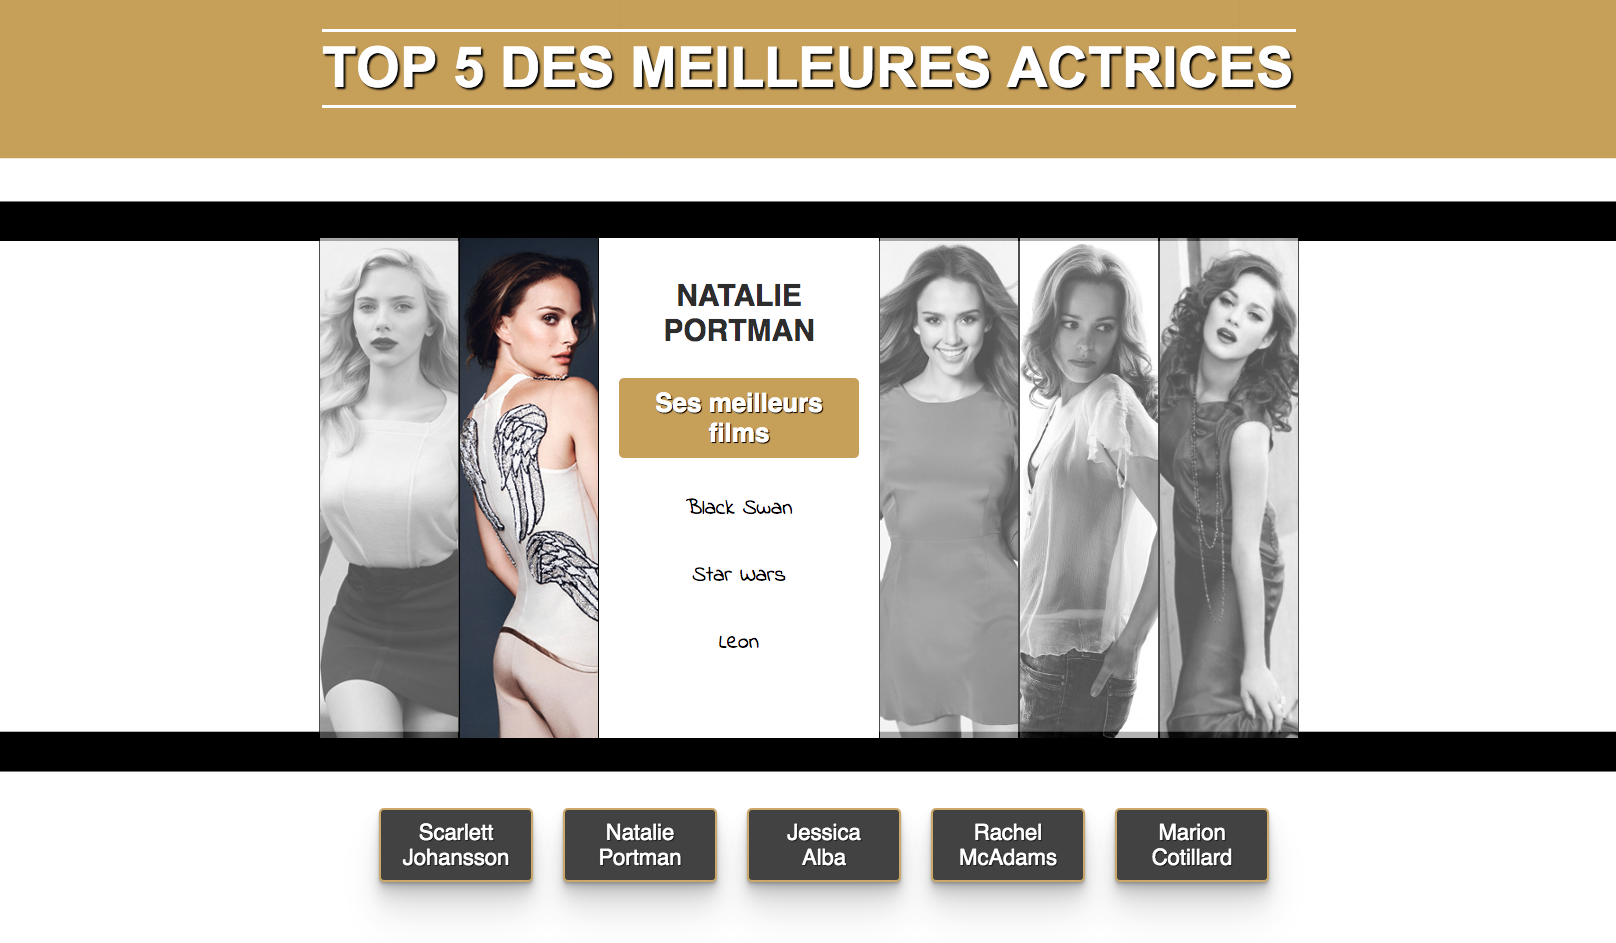 TOP 5 DES MEILLEURES ACTRICES
NATALIE
PORTMAN
Ses meilleurs
films
Black Swan
Star Wars
Leon
Scarlett
Johansson
Natalie
Portman
Jessica
Alba
Rachel
McAdams
Marion
Cotillard